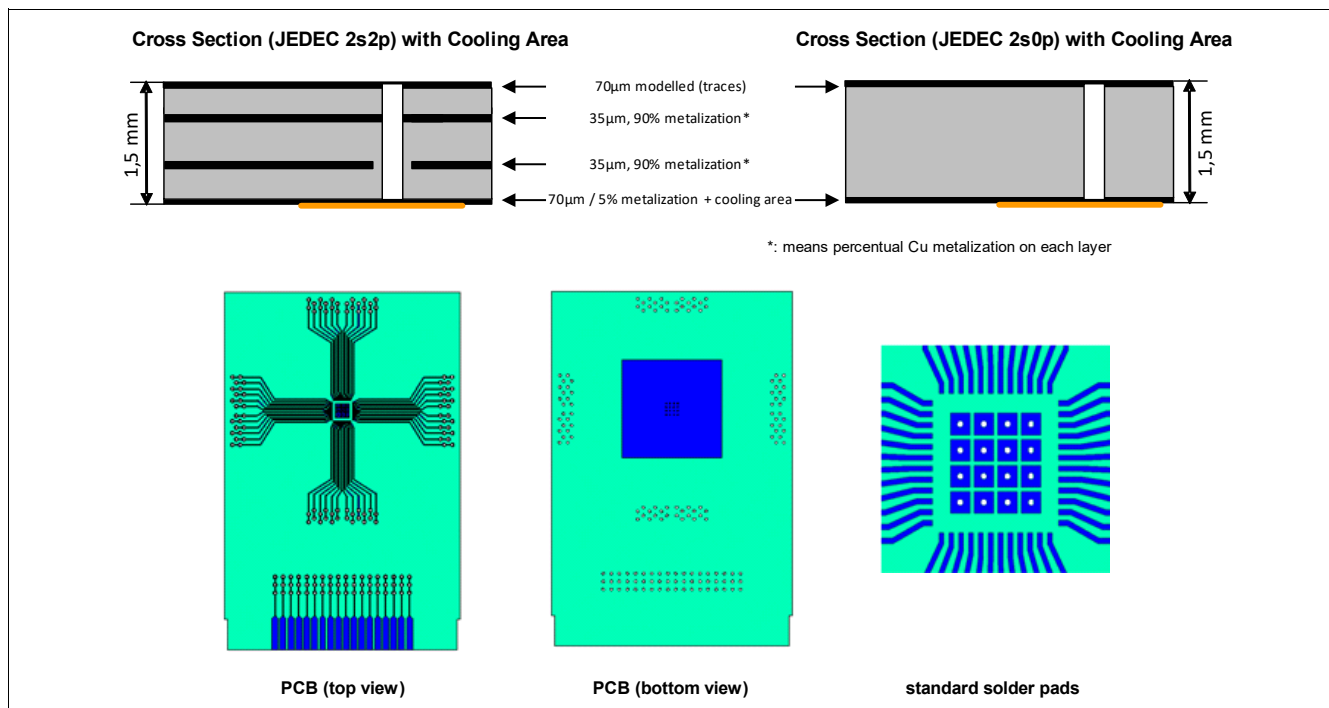 Cross Section (JEDEC 2s2p) with Cooling Area
Cross Section (JEDEC 2s0p) with Cooling Area
1,5 mm
70µm modelled (traces)
35µm, 90% metalization*
35µm, 90% metalization*
70µm / 5% metalization + cooling area
1,5 mm
*: means percentual Cu metalization on each layer
PCB (top view)
PCB (bottom view)
standard solder pads